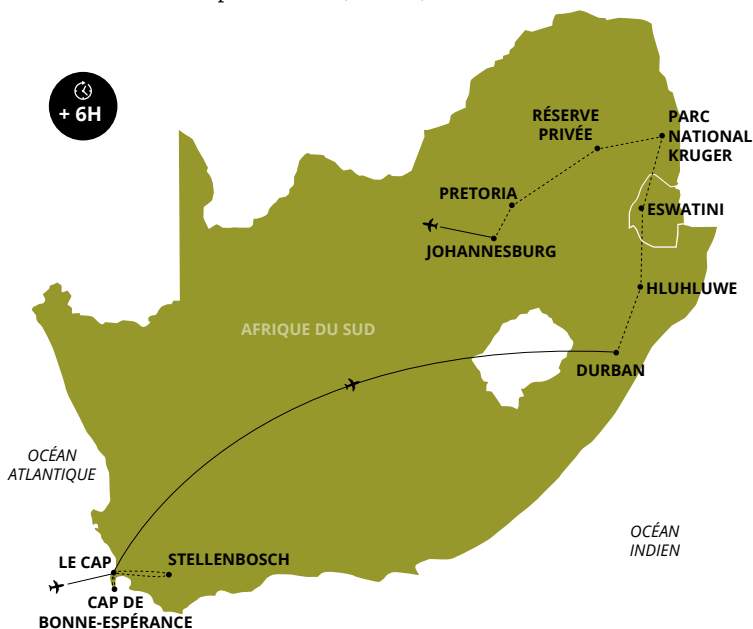 + 6H
RÉSERVE
PRIVÉE
PARC
NATIONAL
KRUGER
PRETORIA
ESWATINI
JOHANNESBURG
HLUHLUWE
AFRIQUE DU SUD
DURBAN
OCÉAN
ATLANTIQUE
OCÉAN
INDIEN
LE CAP
STELLENBOSCH
CAP DE
BONNE-ESPÉRANCE